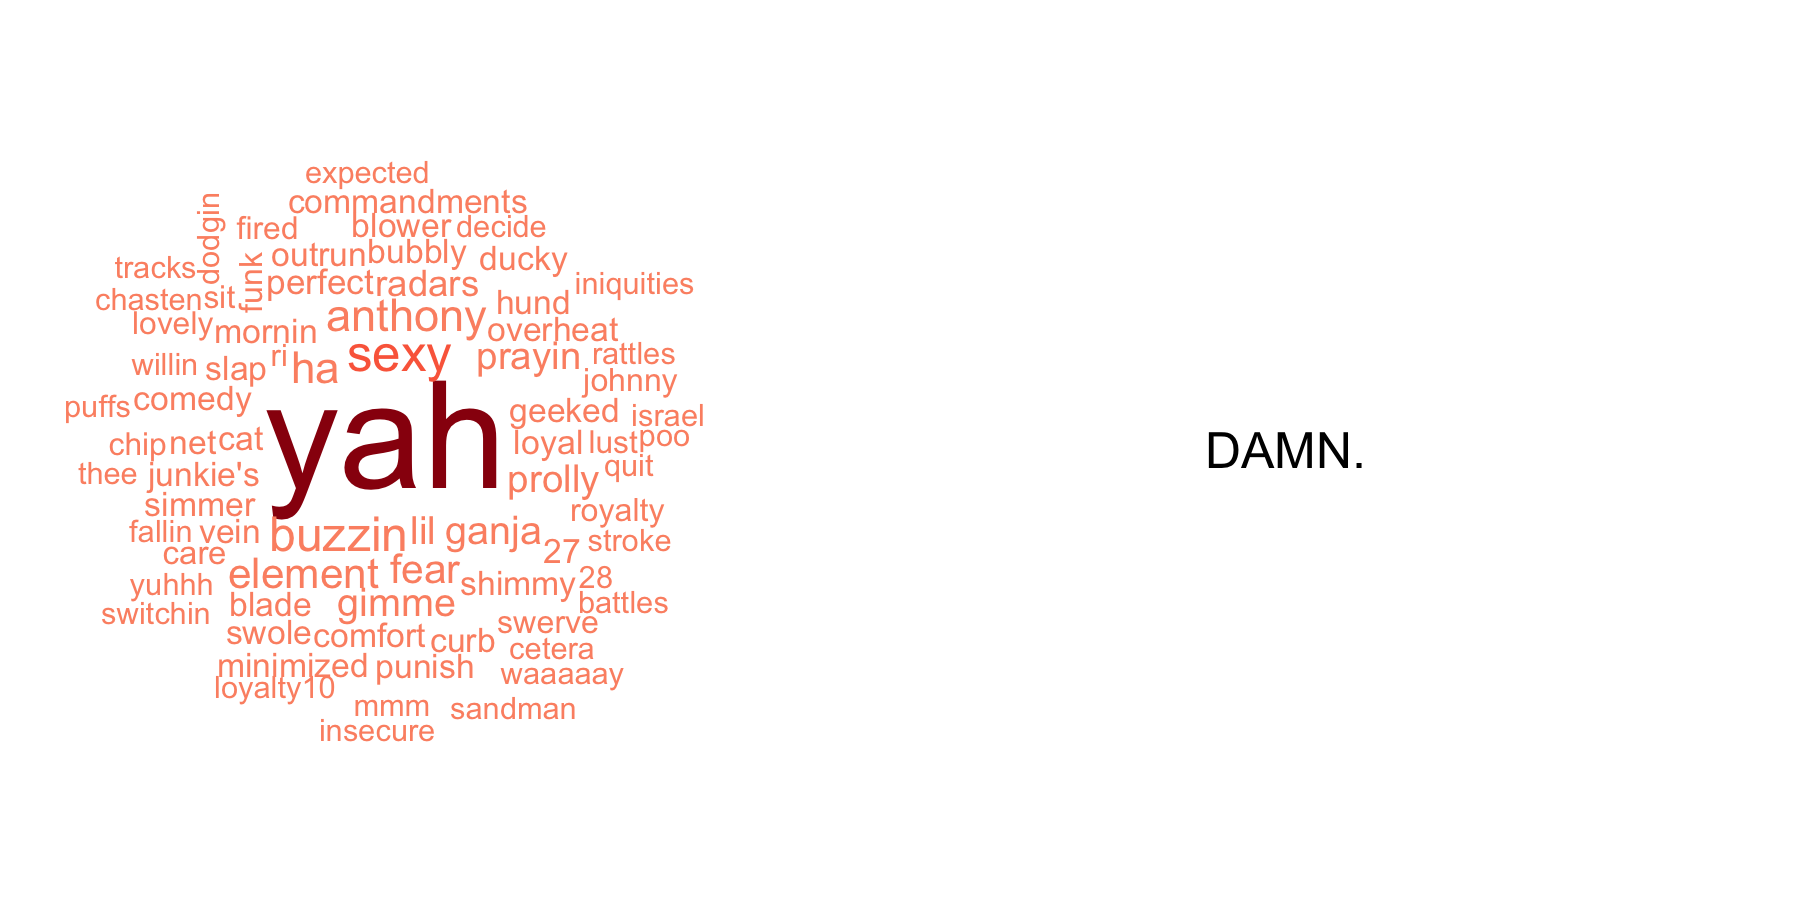 expected
commandments
dodgin
fired
blower
decide
outrun
bubbly
ducky
tracks
funk
perfect
radars
iniquities
chasten
sit
hund
anthony
lovely
mornin
overheat
willin
slap
ri
ha
sexy
prayin
rattles
johnny
puffs
comedy
yah
geeked
israel
chip
net
cat
loyal
lust
poo
DAMN.
thee
junkie's
prolly
quit
simmer
royalty
fallin
vein
buzzin
lil
ganja
27
stroke
care
element
fear
shimmy
28
yuhhh
blade
gimme
battles
switchin
swole
comfort
curb
swerve
cetera
minimized
punish
waaaaay
loyalty
10
mmm
sandman
insecure